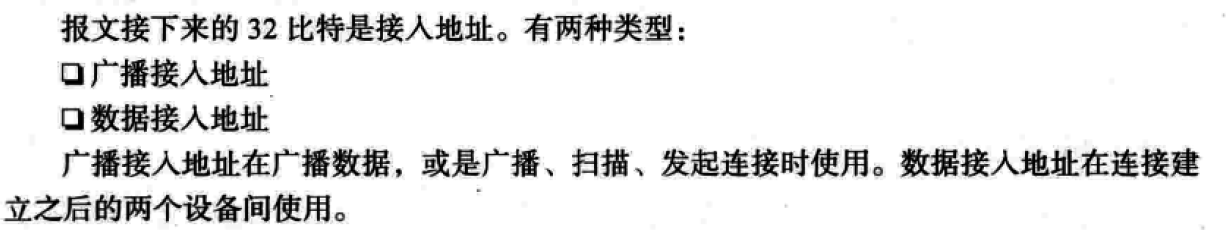 报文接下来的 32 比特是接入地址。有两种类型：
❏广播接入地址
❏数据接入地址
广播接入地址在广播数据，或是广播、扫描、发起连接时使用。数据接入地址在连接建
立之后的两个设备间使用。